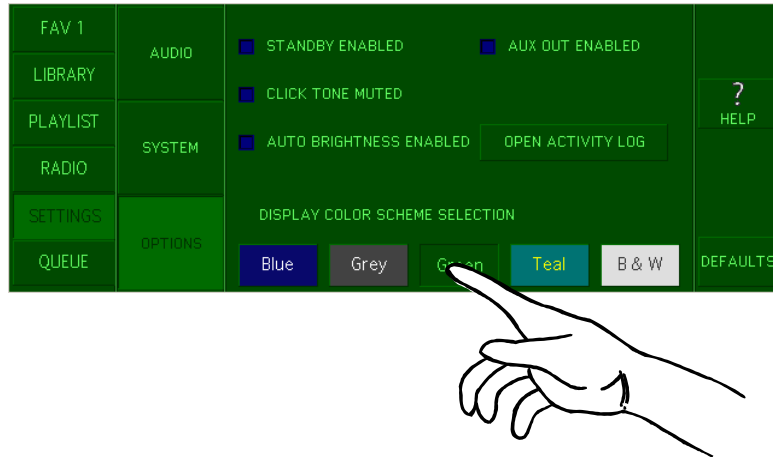 FAV 1
LIBRARY
PLAYLIST
RADIO
SETTINGS
QUEUE
AUDIO
SYSTEM
OPTIONS
STANDBY ENABLED
AUX OUT ENABLED
CLICK TONE MUTED
AUTO BRIGHTNESS ENABLED
OPEN ACTIVITY LOG
DISPLAY COLOR SCHEME SELECTION
Blue
Grey
Green
Teal
B & W
?
HELP
DEFAULTS